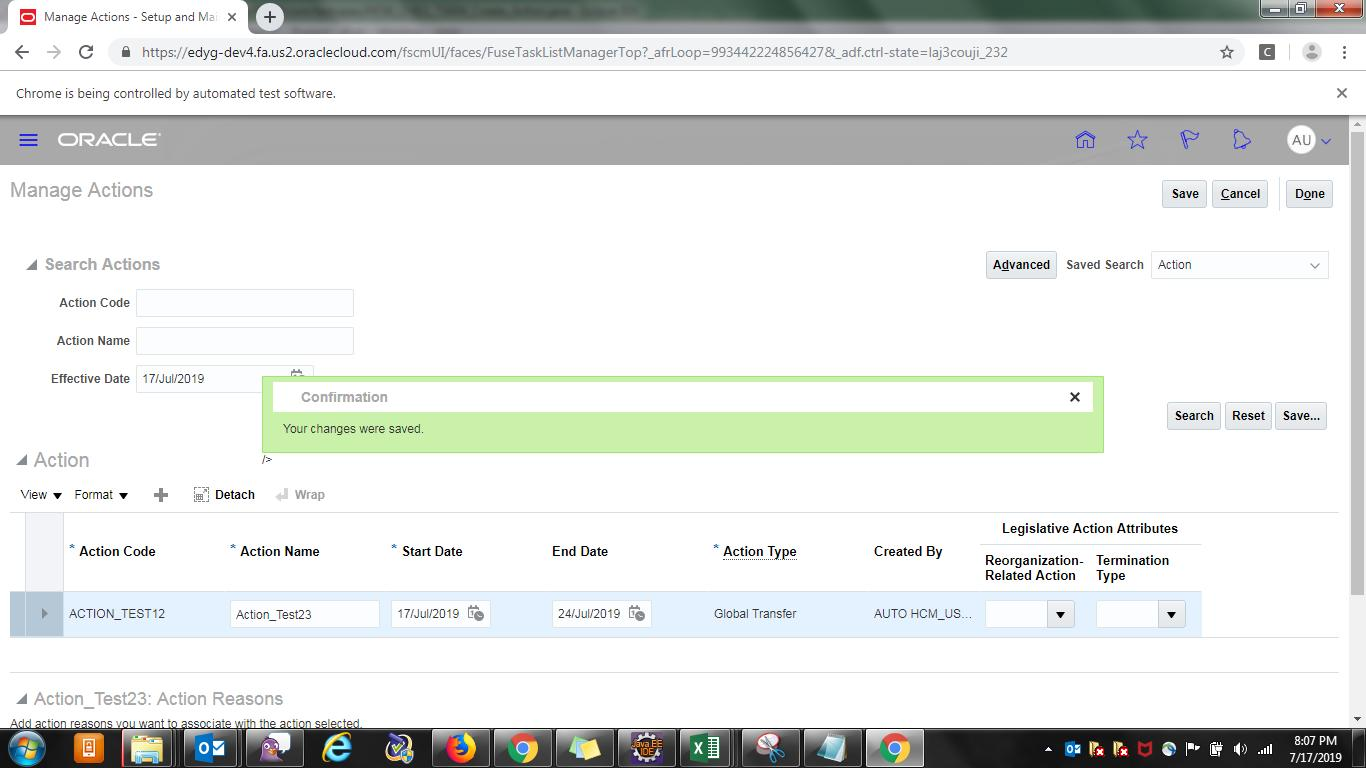 Manage Actions - Setup and Mai
https://edyg-dev4.fa.us2.oraclecloud.com/fscmUI/faces/FuseTaskListManagerTop?_afrLoop=993442224856427&_adf.ctrl-state=laj3couji_232
C
Chrome is being controlled by automated test software.
ORACLE
AU
Manage Actions
Save Cancel Done
Search Actions
Advanced Saved Search Action
Action Code
Action Name
Effective Date 17/Jul/2019
Confirmation
Your changes were saved.
Search Reset Save...
/>
Action
View Format Detach Wrap
Legislative Action Attributes
* Action Code * Action Name * Start Date End Date * Action Type Created By Reorganization-Related Action Termination Type
ACTION_TEST12 Action_Test23 17/Jul/2019 24/Jul/2019 Global Transfer AUTO HCM_US...
Action_Test23: Action Reasons
Add action reasons you want to associate with the action selected.
Java EE
IDE
8:07 PM
7/17/2019